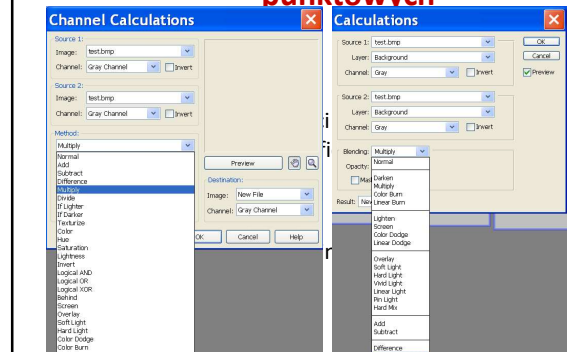 punktowych
Channel Calculations
Source 1:
Image: test.bmp
Channel: Gray Channel Invert
Source 2:
Image: test.bmp
Channel: Gray Channel Invert
Method:
Multiply
Normal
Add
Subtract
Difference
Multiply
Divide
If Lighter
If Darker
Texturize
Color
Hue
Saturation
Lightness
Invert
Logical AND
Logical OR
Logical XOR
Behind
Screen
Overlay
Soft Light
Hard Light
Color Dodge
Color Burn
Preview
Destination:
Image: New File
Channel: Gray Channel
OK Cancel Help
Calculations
Source 1: test.bmp
Layer: Background
Channel: Gray Invert
Source 2: test.bmp
Layer: Background
Channel: Gray Invert
Blending: Multiply
Opacity:
Mas
Result: Ne
OK
Cancel
Preview
Normal
Darken
Multiply
Color Burn
Linear Burn
Lighten
Screen
Color Dodge
Linear Dodge
Overlay
Soft Light
Hard Light
Vivid Light
Linear Light
Pin Light
Hard Mix
Add
Subtract
Difference